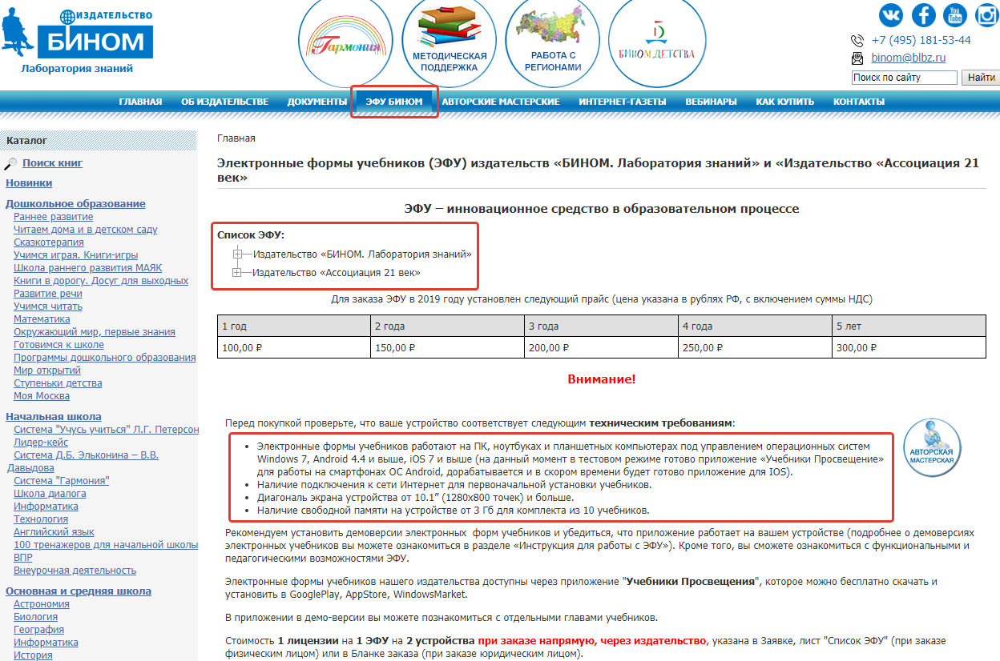 ИЗДАТЕЛЬСТВО
БИНОМ
Лаборатория знаний
Гармония
МЕТОДИЧЕСКАЯ
ПОДДЕРЖКА
РАБОТА С
РЕГИОНАМИ
БИНОМ ДЕТСТВА
You
Tube
+7 (495) 181-53-44
binom@blbz.ru
Поиск по сайту
Найти
ГЛАВНАЯ ОБ ИЗДАТЕЛЬСТВЕ ДОКУМЕНТЫ ЭФУ БИНОМ АВТОРСКИЕ МАСТЕРСКИЕ ИНТЕРНЕТ-ГАЗЕТЫ ВЕБИНАРЫ КАК КУПИТЬ КОНТАКТЫ
Каталог
Поиск книг
Новинки
Дошкольное образование
Раннее развитие
Читаем дома и в детском саду
Сказкотерапия
Учимся играя. Книги-игры
Школа раннего развития МАЯК
Книги в дорогу. Досуг для выходных
Развитие речи
Учимся читать
Математика
Окружающий мир, первые знания
Готовимся к школе
Программы дошкольного образования
Мир открытий
Ступеньки детства
Моя Москва
Начальная школа
Система "Учусь учиться" Л.Г. Петерсон
Лидер-кейс
Система Д.Б. Эльконина – В.В.
Давыдова
Система "Гармония"
Школа диалога
Информатика
Технология
Английский язык
100 тренажеров для начальной школы
ВПР
Внеурочная деятельность
Основная и средняя школа
Астрономия
Биология
География
Информатика
История
Главная
Электронные формы учебников (ЭФУ) издательств «БИНОМ. Лаборатория знаний» и «Издательство «Ассоциация 21
век»
ЭФУ – инновационное средство в образовательном процессе
Список ЭФУ:
Издательство «БИНОМ. Лаборатория знаний»
Издательство «Ассоциация 21 век»
Для заказа ЭФУ в 2019 году установлен следующий прайс (цена указана в рублях РФ, с включением суммы НДС)
1 год 2 года 3 года 4 года 5 лет
100,00 ₽ 150,00 ₽ 200,00 ₽ 250,00 ₽ 300,00 ₽
Внимание!
Перед покупкой проверьте, что ваше устройство соответствует следующим техническим требованиям:
• Электронные формы учебников работают на ПК, ноутбуках и планшетных компьютерах под управлением операционных систем
Windows 7, Android 4.4 и выше, iOS 7 и выше (на данный момент в тестовом режиме готово приложение «Учебники Просвещение»
для работы на смартфонах ОС Android, дорабатывается и в скором времени будет готово приложение для IOS).
• Наличие подключения к сети Интернет для первоначальной установки учебников.
• Диагональ экрана устройства от 10.1” (1280x800 точек) и больше.
• Наличие свободной памяти на устройстве от 3 Гб для комплекта из 10 учебников.
АВТОРСКАЯ
МАСТЕРСКАЯ
Рекомендуем установить демоверсии электронных форм учебников и убедиться, что приложение работает на вашем устройстве (подробнее о демоверсиях
электронных учебников вы можете ознакомиться в разделе «Инструкция для работы с ЭФУ»). Кроме того, вы сможете ознакомиться с функциональными и
педагогическими возможностями ЭФУ.
Электронные формы учебников нашего издательства доступны через приложение "Учебники Просвещения", которое можно бесплатно скачать и
установить в GooglePlay, AppStore, WindowsMarket.
В приложении в демо-версии вы можете познакомиться с отдельными главами учебников.
Стоимость 1 лицензии на 1 ЭФУ на 2 устройства при заказе напрямую, через издательство, указана в Заявке, лист "Список ЭФУ" (при заказе
физическим лицом) или в Бланке заказа (при заказе юридическим лицом).